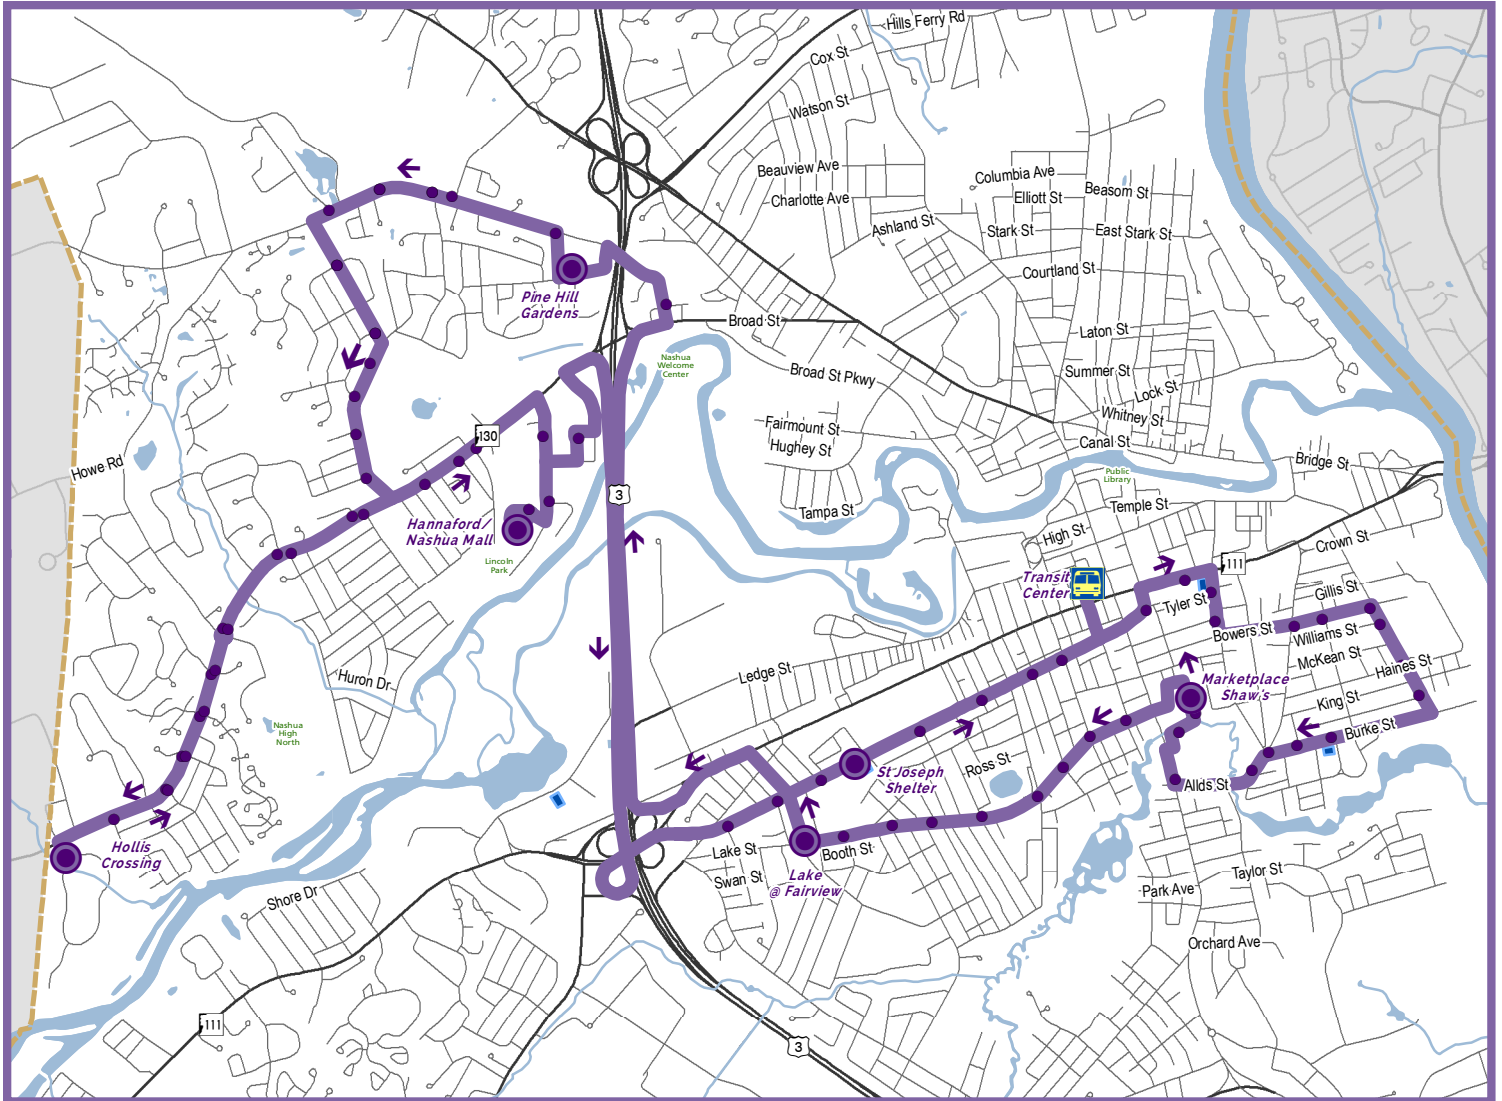 Hills Ferry Rd
Cox St
Watson St
Beauview Ave
Charlotte Ave
Columbia Ave
Elliott St
Beasom St
Ashland St
Stark St
East Stark St
Courtland St
Pine Hill
Gardens
Broad St
Laton St
Nashua
Welcome
Center
Broad St Pkwy
Summer St
Lock St
Whitney St
Fairmount St
Hughey St
Canal St
130
Howe Rd
Bridge St
Public
Library
3
Temple St
Tampa St
Hannaford/
Nashua Mall
High St
Crown St
Lincoln
Park
111
Transit
Center
Tyler St
Gillis St
Bowers St
Williams St
McKean St
Haines St
Ledge St
Huron Dr
Marketplace
Shaw's
King St
Nashua
High
North
Burke St
Ross St
St Joseph
Shelter
Allds St
Hollis
Crossing
Lake St
Booth St
Swan St
Lake
@ Fairview
Taylor St
Park Ave
Shore Dr
Orchard Ave
111
3